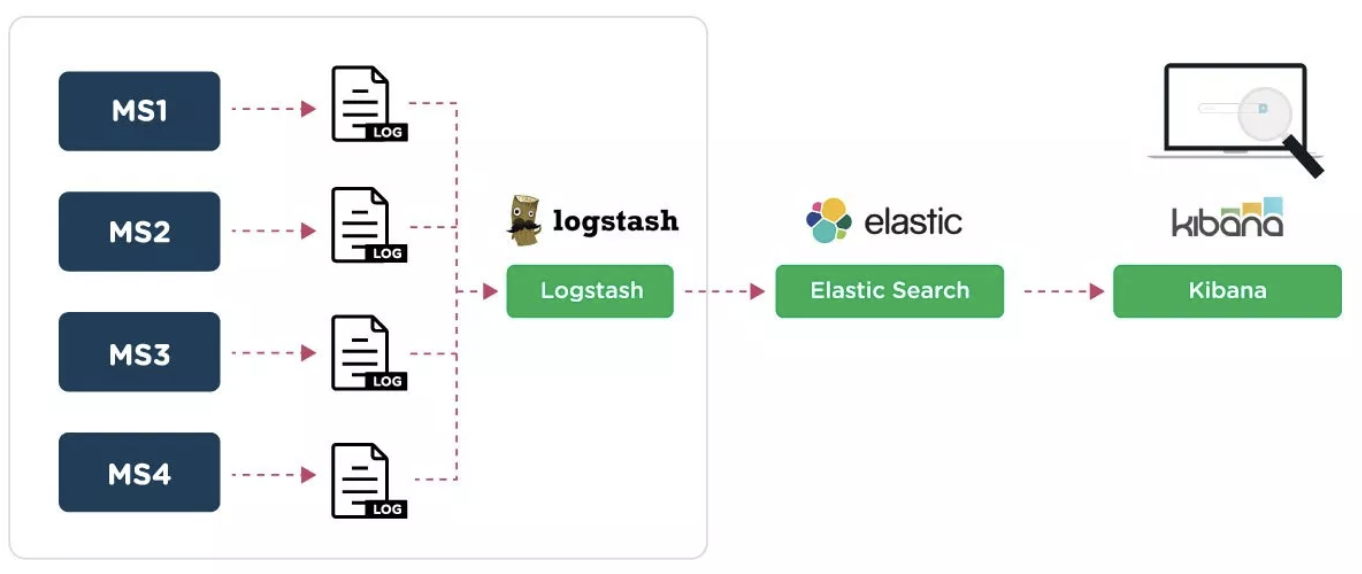 MS1
LOG
MS2
LOG
MS3
LOG
MS4
LOG
logstash
Logstash
elastic
Elastic Search
kibana
Kibana